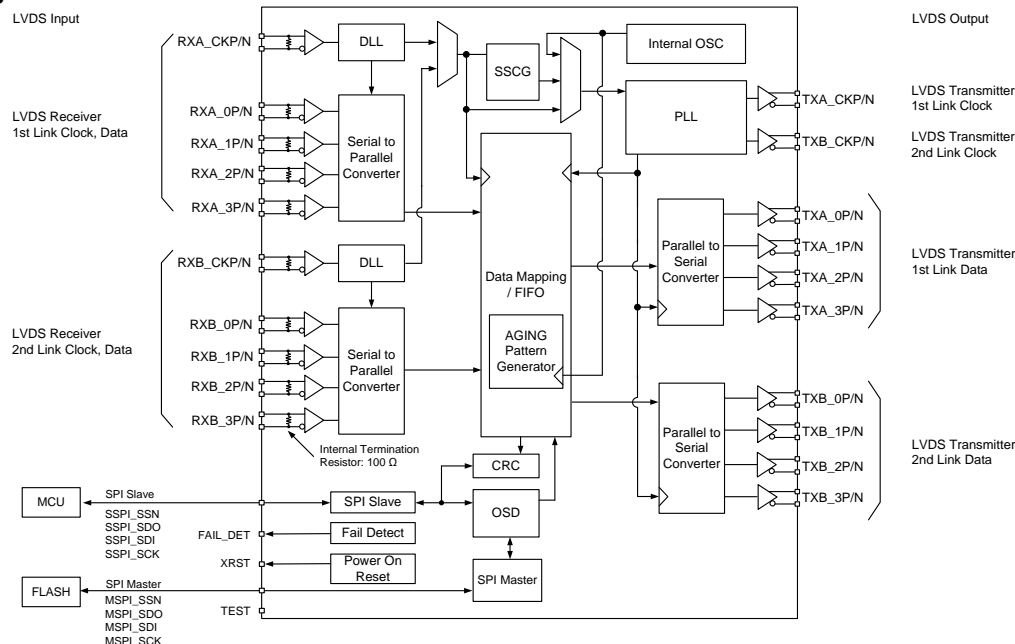 LVDS Input
LVDS Output
RXA_CKP/N
DLL
SSCG
Internal OSC
PLL
TXA_CKP/N
LVDS Transmitter
1st Link Clock
TXB_CKP/N
LVDS Transmitter
2nd Link Clock
LVDS Receiver
1st Link Clock, Data
RXA_0P/N
RXA_1P/N
RXA_2P/N
RXA_3P/N
Serial to
Parallel
Converter
RXB_CKP/N
DLL
Data Mapping
/ FIFO
AGING
Pattern
Generator
Parallel to
Serial
Converter
TXA_0P/N
TXA_1P/N
TXA_2P/N
TXA_3P/N
LVDS Transmitter
1st Link Data
LVDS Receiver
2nd Link Clock, Data
RXB_0P/N
RXB_1P/N
RXB_2P/N
RXB_3P/N
Serial to
Parallel
Converter
Internal Termination
Resistor: 100 Ω
Parallel to
Serial
Converter
TXB_0P/N
TXB_1P/N
TXB_2P/N
TXB_3P/N
LVDS Transmitter
2nd Link Data
CRC
MCU
SPI Slave
SSPI_SSN
SSPI_SDO
SSPI_SDI
SSPI_SCK
SPI Slave
OSD
FAIL_DET
Fail Detect
XRST
Power On
Reset
SPI Master
FLASH
SPI Master
MSPI_SSN
MSPI_SDO
MSPI_SDI
MSPI_SCK
TEST